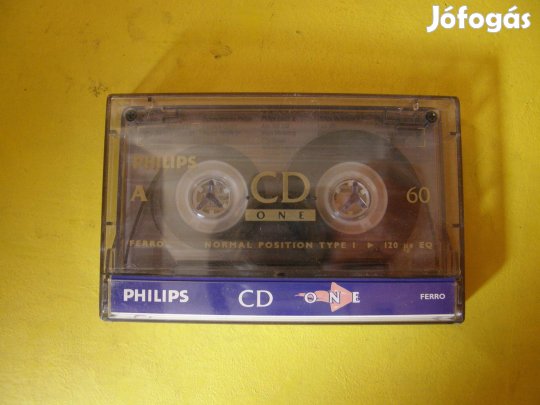 Jófogás
PHILIPS
A CD 60
ONE
FERRO NORMAL POSITION TYPE I ▶ 120 µs EQ
PHILIPS CD ONE FERRO